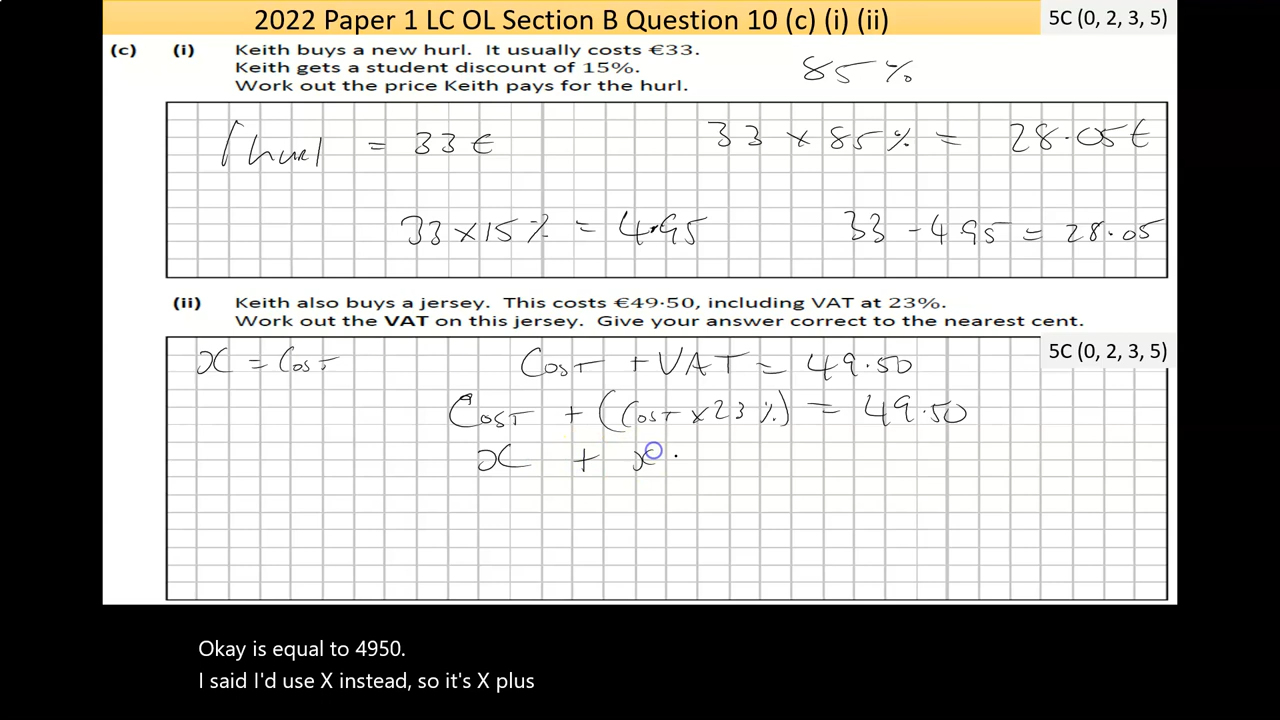 2022 Paper 1 LC OL Section B Question 10 (c) (i) (ii)
5C (0, 2, 3, 5)
(c) (i) Keith buys a new hurl. It usually costs €33.
Keith gets a student discount of 15%.
Work out the price Keith pays for the hurl.
85%
1 hurl = 33€
33 × 85% = 28.05€
33 × 15% = 4.95
33 - 4.95 = 28.05
(ii) Keith also buys a jersey. This costs €49·50, including VAT at 23%.
Work out the VAT on this jersey. Give your answer correct to the nearest cent.
5C (0, 2, 3, 5)
x = Cost
Cost + VAT = 49.50
Cost + (Cost × 23%) = 49.50
x + x .
Okay is equal to 4950.
I said I'd use X instead, so it's X plus